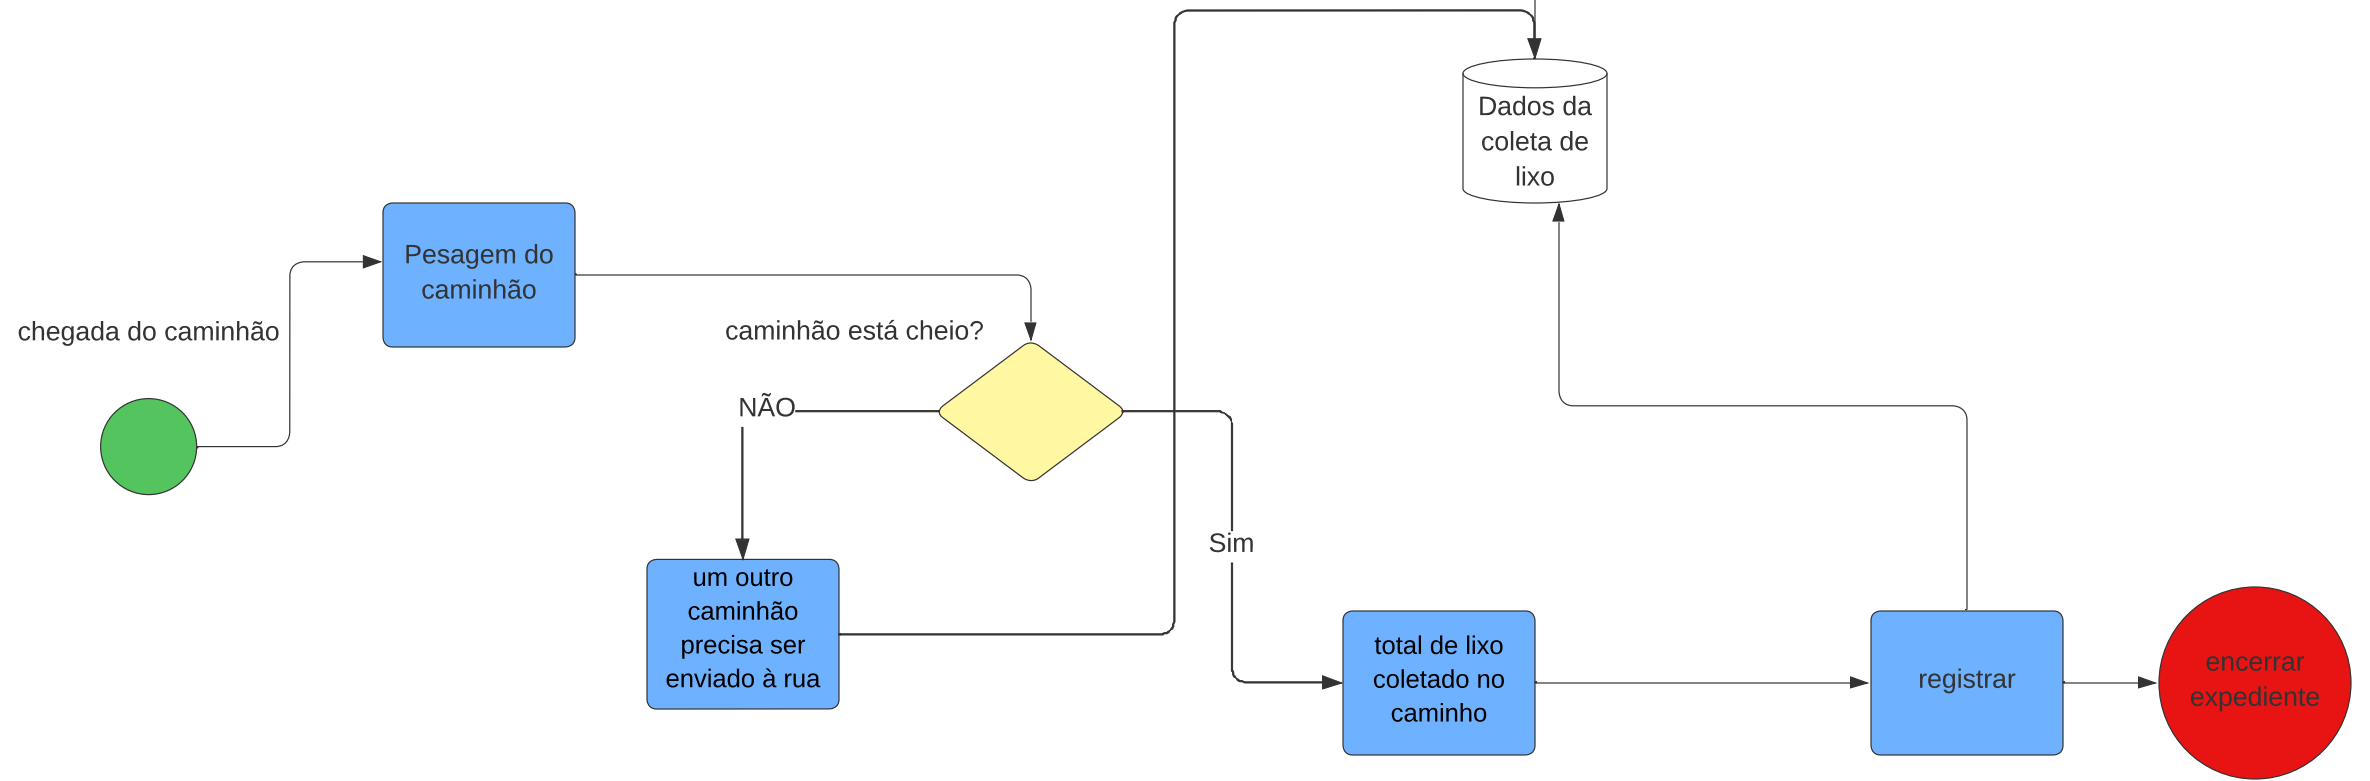 Dados da
coleta de
lixo
Pesagem do
caminhão
chegada do caminhão
caminhão está cheio?
NÃO
Sim
um outro
caminhão
precisa ser
enviado à rua
total de lixo
coletado no
caminho
registrar
encerrar
expediente